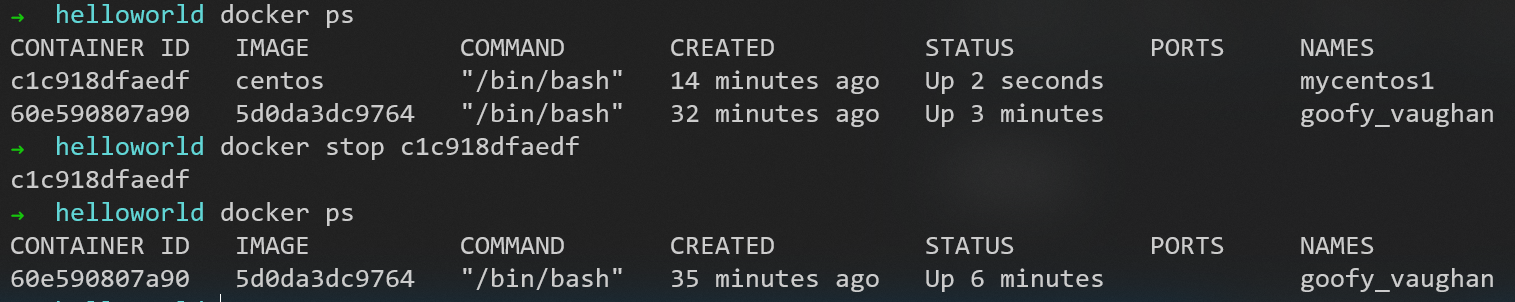 → helloworld docker ps
CONTAINER ID IMAGE COMMAND CREATED STATUS PORTS NAMES
c1c918dfaedf centos "/bin/bash" 14 minutes ago Up 2 seconds mycentos1
60e590807a90 5d0da3dc9764 "/bin/bash" 32 minutes ago Up 3 minutes goofy_vaughan
→ helloworld docker stop c1c918dfaedf
c1c918dfaedf
→ helloworld docker ps
CONTAINER ID IMAGE COMMAND CREATED STATUS PORTS NAMES
60e590807a90 5d0da3dc9764 "/bin/bash" 35 minutes ago Up 6 minutes goofy_vaughan